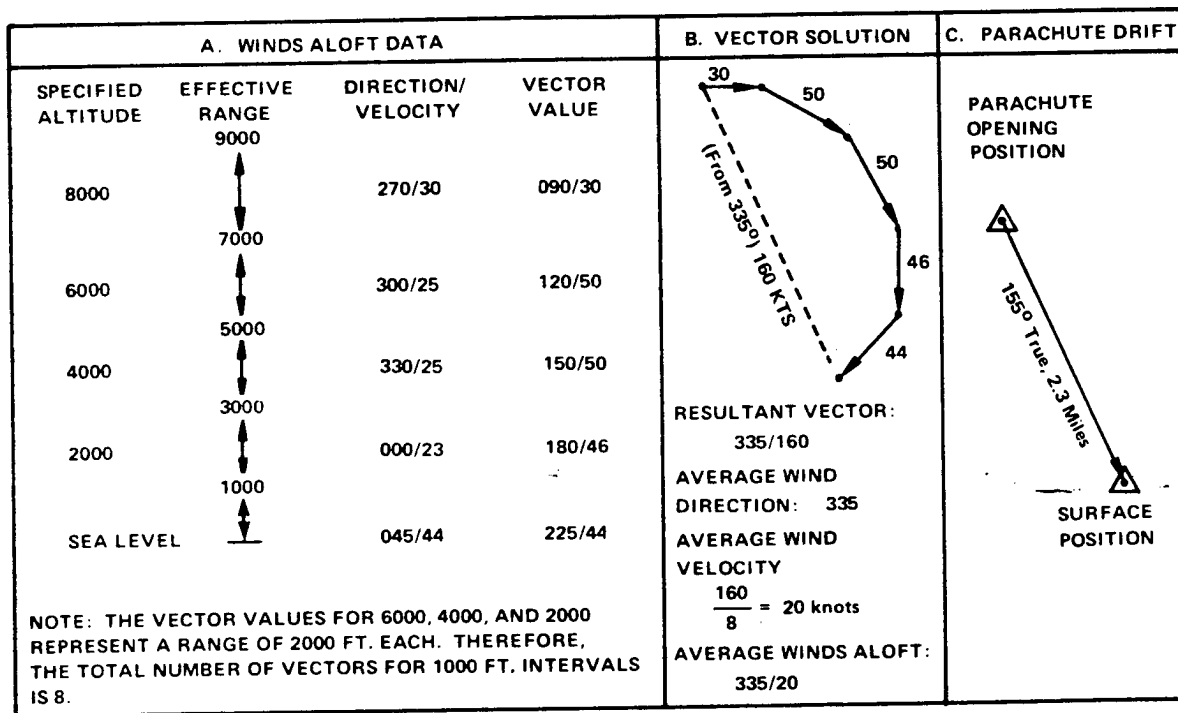 A. WINDS ALOFT DATA
SPECIFIED ALTITUDE
EFFECTIVE RANGE
DIRECTION/ VELOCITY
VECTOR VALUE
9000
8000 270/30 090/30
7000
6000 300/25 120/50
5000
4000 330/25 150/50
3000
2000 000/23 180/46
1000
SEA LEVEL 045/44 225/44
NOTE: THE VECTOR VALUES FOR 6000, 4000, AND 2000
REPRESENT A RANGE OF 2000 FT. EACH. THEREFORE,
THE TOTAL NUMBER OF VECTORS FOR 1000 FT. INTERVALS
IS 8.
B. VECTOR SOLUTION
30
50
50
46
44
(From 335º) 160 KTS
RESULTANT VECTOR:
335/160
AVERAGE WIND
DIRECTION: 335
AVERAGE WIND
VELOCITY
160
8
= 20 knots
AVERAGE WINDS ALOFT:
335/20
C. PARACHUTE DRIFT
PARACHUTE
OPENING
POSITION
155º True, 2.3 Miles
SURFACE
POSITION